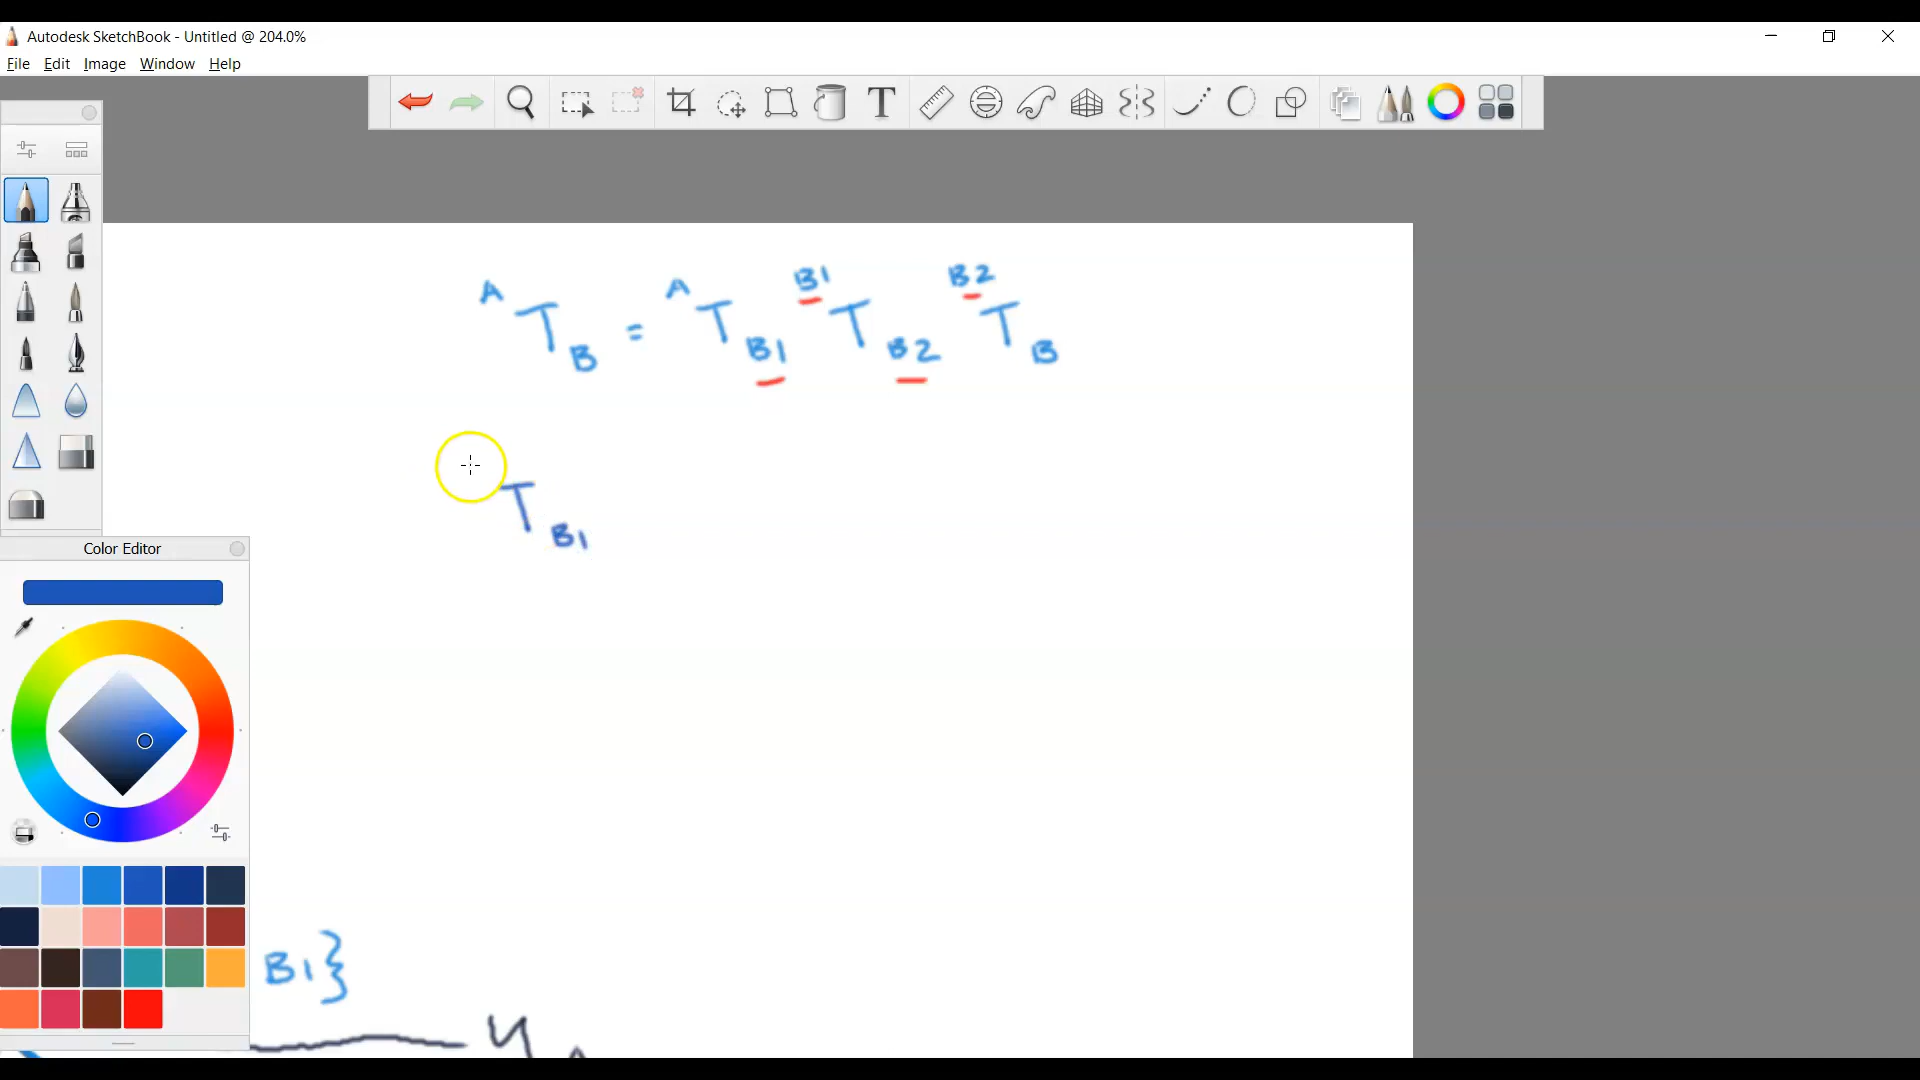 Autodesk SketchBook - Untitled @ 204.0%
File Edit Image Window Help
T
A T B = A T B1 B1 T B2 B2 T B
T B1
Color Editor
B1}
y